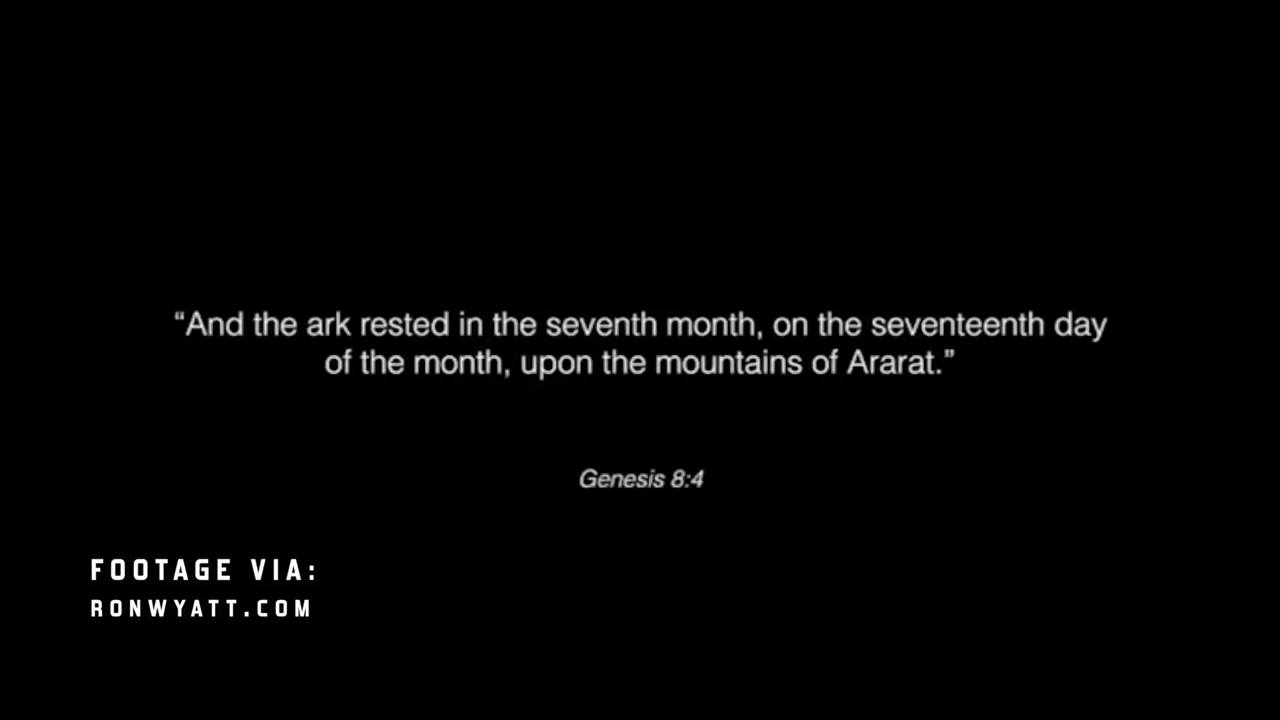 “And the ark rested in the seventh month, on the seventeenth day
of the month, upon the mountains of Ararat.”
Genesis 8:4
FOOTAGE VIA:
RONWYATT.COM